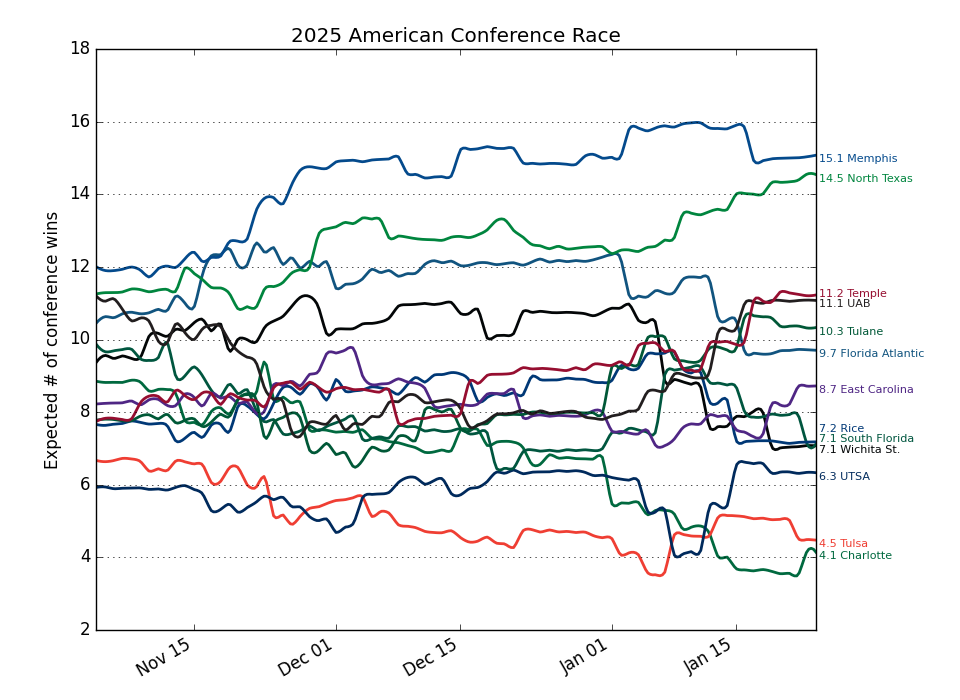 2025 American Conference Race
Expected # of conference wins
18
16
14
12
10
8
6
4
2
Nov 15
Dec 01
Dec 15
Jan 01
Jan 15
15.1 Memphis
14.5 North Texas
11.2 Temple
11.1 UAB
10.3 Tulane
9.7 Florida Atlantic
8.7 East Carolina
7.2 Rice
7.1 South Florida
7.1 Wichita St.
6.3 UTSA
4.5 Tulsa
4.1 Charlotte